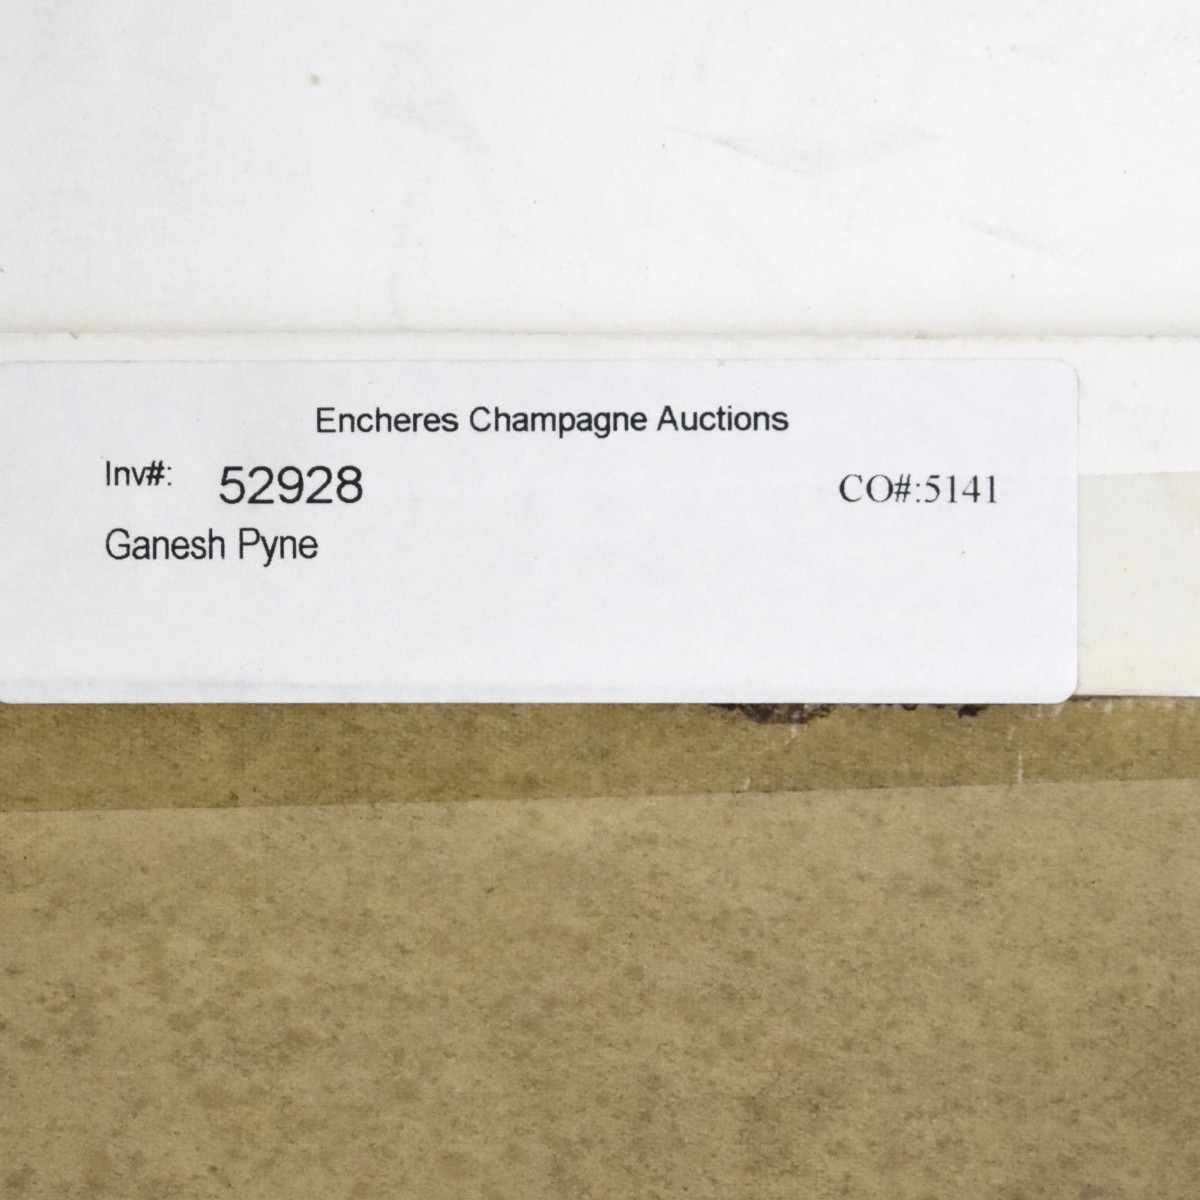 Encheres Champagne Auctions
Inv#: 52928 CO#:5141
Ganesh Pyne